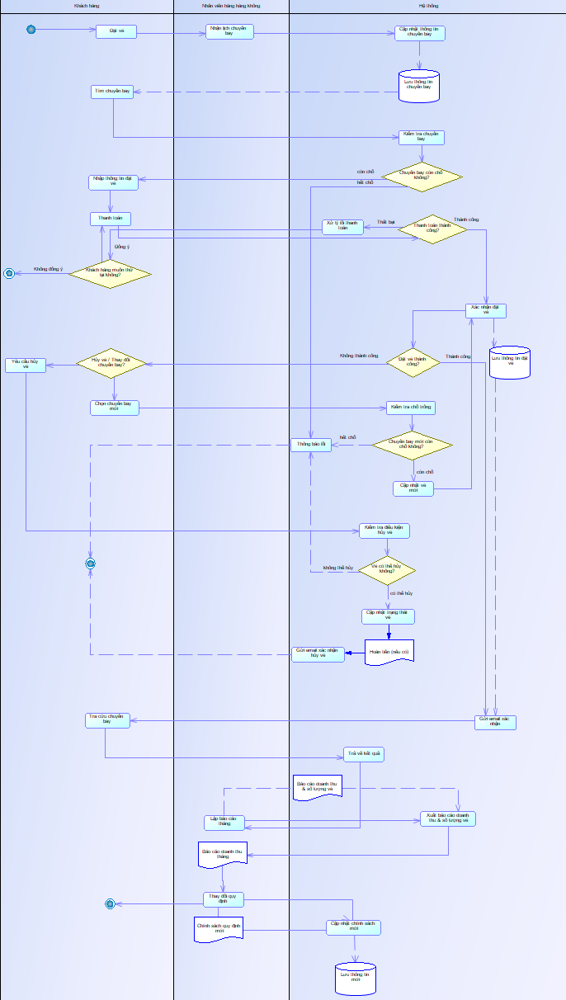 Khách hàng
Nhân viên hãng hàng không
Hệ thống
Đặt vé
Nhận lịch chuyến
bay
Cập nhật thông tin
chuyến bay
Lưu thông tin
chuyến bay
Tìm chuyến bay
Kiểm tra chuyến
bay
còn chỗ
Chuyến bay còn chỗ
không?
hết chỗ
Nhập thông tin đặt
vé
Thanh toán
Xử lý lỗi thanh
toán
Thất bại
Thành công
Thanh toán thành
công?
Đồng ý
Không đồng ý
Khách hàng muốn thử
lại không?
Xác nhận đặt
vé
Yêu cầu hủy
vé
Hủy vé / Thay đổi
chuyến bay?
Không thành công
Đặt vé thành
công?
Thành công
Lưu thông tin đặt
vé
Chọn chuyến bay
mới
Kiểm tra chỗ trống
Thông báo lỗi
hết chỗ
Chuyến bay mới còn
chỗ không?
còn chỗ
Cập nhật vé
mới
Kiểm tra điều kiện
hủy vé
không thể hủy
Vé có thể hủy
không?
có thể hủy
Cập nhật trạng thái
vé
Gửi email xác nhận
hủy vé
Hoàn tiền (nếu có)
Tra cứu chuyến
bay
Gửi email xác
nhận
Trả về kết quả
Báo cáo doanh thu
& số lượng vé
Lập báo cáo
tháng
Xuất báo cáo doanh
thu & số lượng vé
Báo cáo doanh thu
tháng
Thay đổi quy
định
Chính sách quy định
mới
Cập nhật chính sách
mới
Lưu thông tin
mới